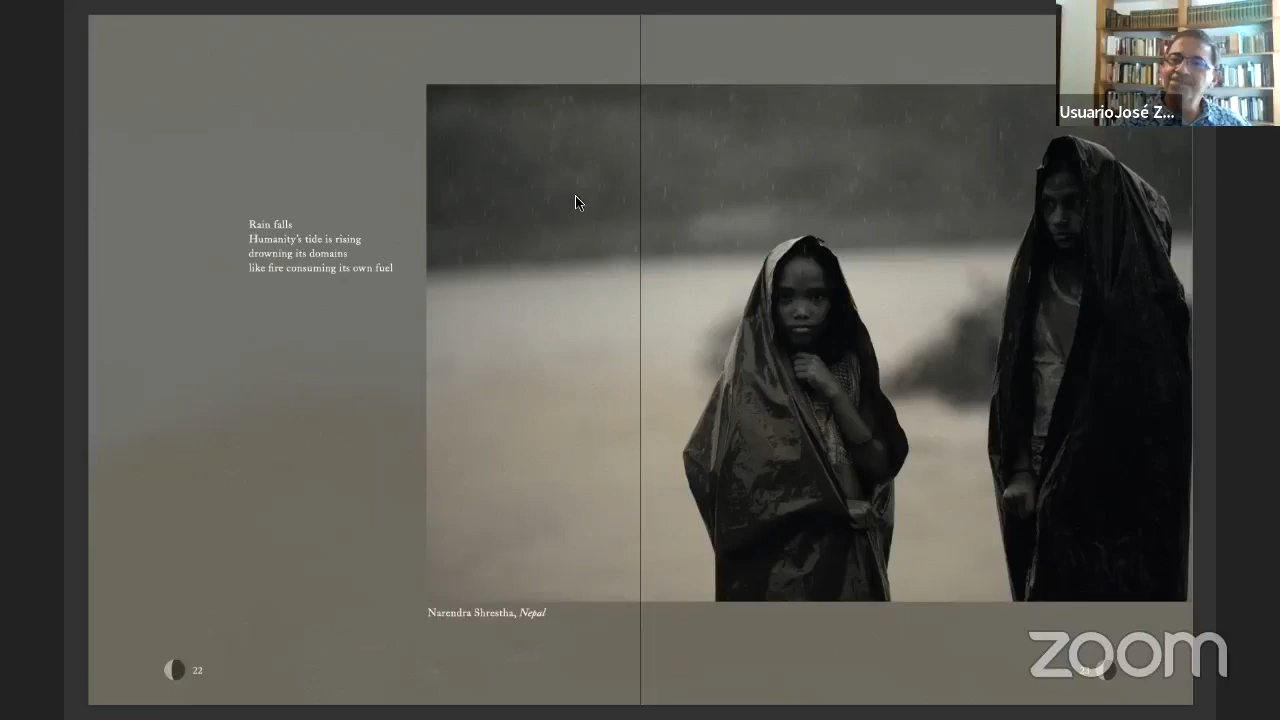 UsuarioJosé Z...
Rain falls
Humanity's tide is rising
drowning its domains
like fire consuming its own fuel
Narendra Shrestha, Nepal
22
23
zoom